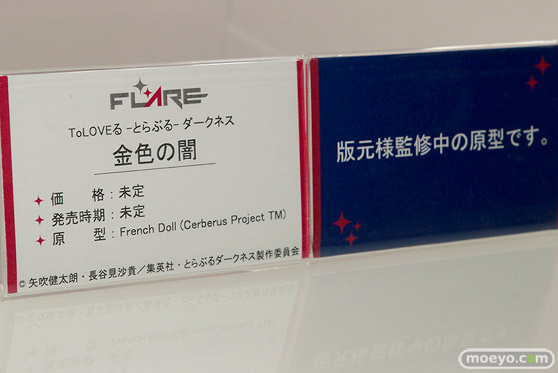 FLARE
ToLOVEる -とらぶる- ダークネス
金色の闇
価　　格：未定
発売時期：未定
原　　型：French Doll (Cerberus Project TM)
© 矢吹健太朗・長谷見沙貴／集英社・とらぶるダークネス製作委員会
版元様監修中の原型です。
moeyo.com